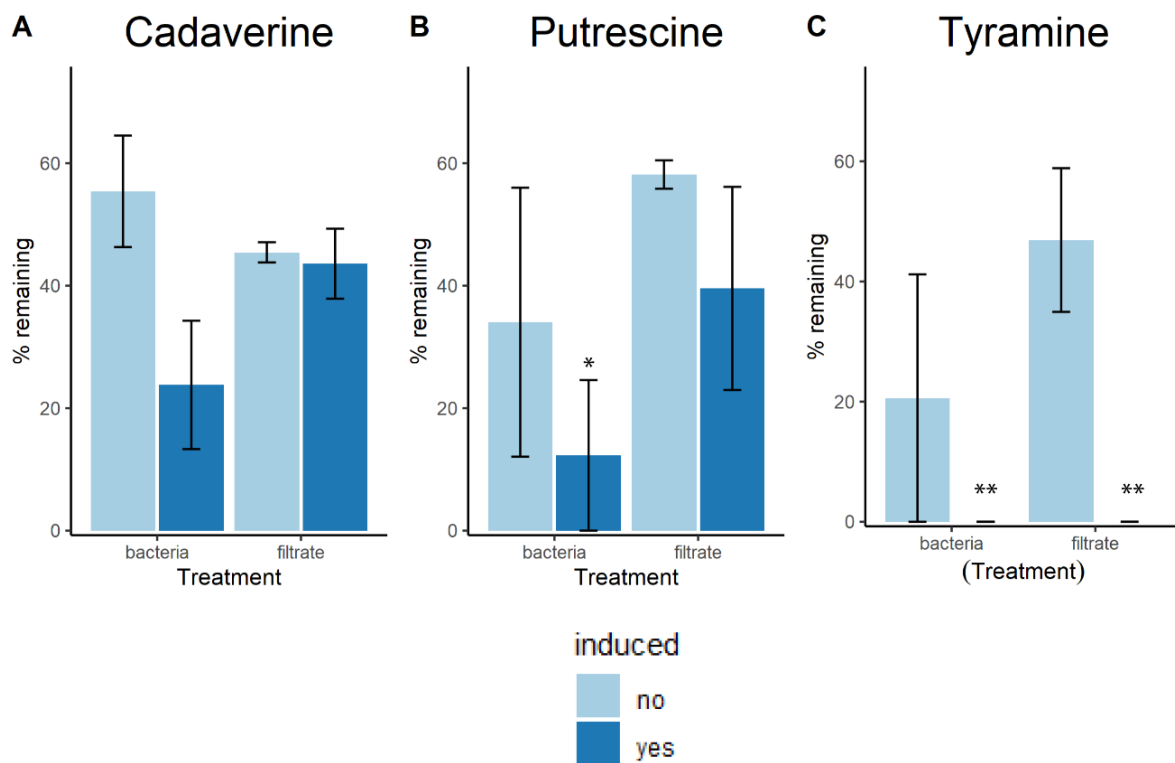 A Cadaverine
% remaining
60
40
20
0
bacteria filtrate
Treatment
B Putrescine
% remaining
60
40
20
0
*
bacteria filtrate
Treatment
C Tyramine
% remaining
60
40
20
0
** **
bacteria filtrate
(Treatment)
induced
no
yes